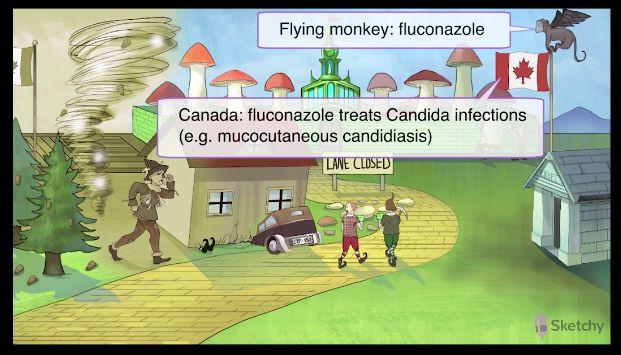 Flying monkey: fluconazole
Canada: fluconazole treats Candida infections
(e.g. mucocutaneous candidiasis)
LANE CLOSED
Sketchy